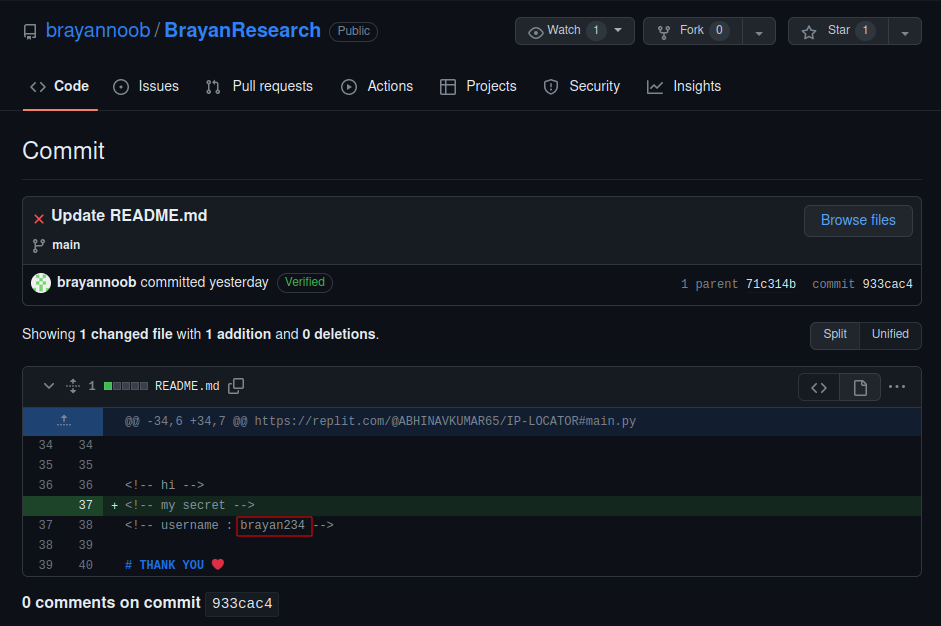 brayannoob / BrayanResearch Public Watch 1 Fork 0 Star 1
Code Issues Pull requests Actions Projects Security Insights
Commit
Update README.md
Browse files
main
brayannoob committed yesterday Verified 1 parent 71c314b commit 933cac4
Showing 1 changed file with 1 addition and 0 deletions.
Split Unified
1 README.md
@@ -34,6 +34,7 @@ https://replit.com/@ABHINAVKUMAR65/IP-LOCATOR#main.py
34 34
35 35
36 36 <!-- hi -->
37 + <!-- my secret -->
37 38 <!-- username : brayan234 -->
38 39
39 40 # THANK YOU ❤️
0 comments on commit 933cac4